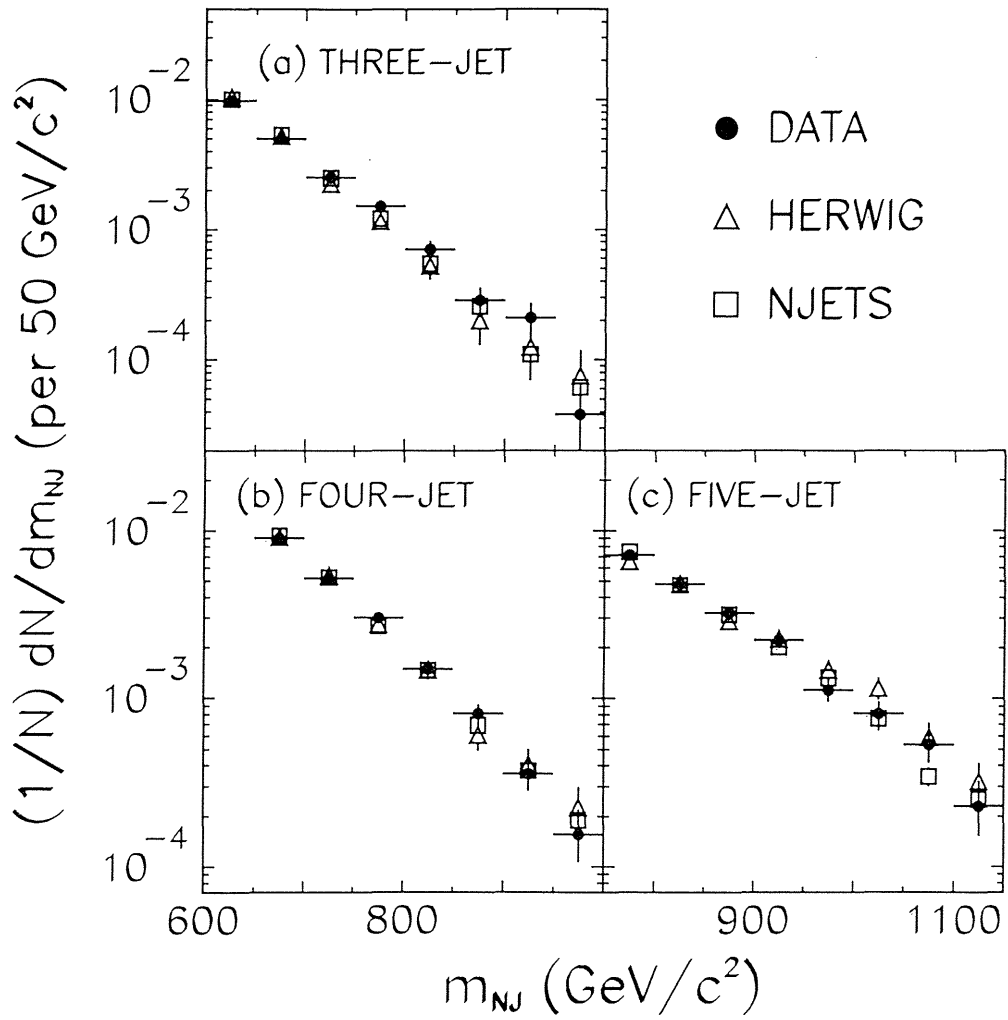 (a) THREE-JET
10⁻²
10⁻³
10⁻⁴
DATA
HERWIG
NJETS
(1/N) dN/dm_NJ (per 50 GeV/c²)
(b) FOUR-JET
(c) FIVE-JET
10⁻²
10⁻³
10⁻⁴
600 800 900 1100
m_NJ (GeV/c²)